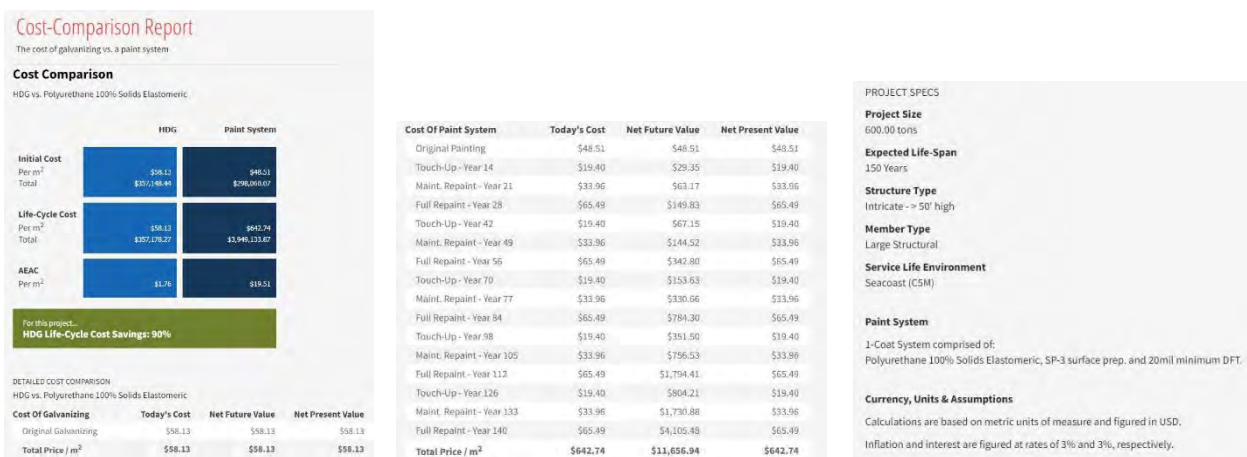 Cost-Comparison Report
The cost of galvanizing vs. a paint system
Cost Comparison
HDG vs. Polyurethane 100% Solids Elastomeric
HDG Paint System
Initial Cost
Per m² $58.13 $48.51
Total $357,148.44 $298,060.07
Life-Cycle Cost
Per m² $58.13 $642.74
Total $357,178.27 $3,949,133.67
AEAC
Per m² $1.76 $19.51
For this project...
HDG Life-Cycle Cost Savings: 90%
DETAILED COST COMPARISON
HDG vs. Polyurethane 100% Solids Elastomeric
Cost Of Galvanizing Today's Cost Net Future Value Net Present Value
Original Galvanizing $58.13 $58.13 $58.13
Total Price / m² $58.13 $58.13 $58.13
Cost Of Paint System Today's Cost Net Future Value Net Present Value
Original Painting $48.51 $48.51 $48.51
Touch-Up - Year 14 $19.40 $29.35 $19.40
Maint. Repaint - Year 21 $33.96 $63.17 $33.96
Full Repaint - Year 28 $65.49 $149.83 $65.49
Touch-Up - Year 42 $19.40 $67.15 $19.40
Maint. Repaint - Year 49 $33.96 $144.52 $33.96
Full Repaint - Year 56 $65.49 $342.80 $65.49
Touch-Up - Year 70 $19.40 $153.63 $19.40
Maint. Repaint - Year 77 $33.96 $330.66 $33.96
Full Repaint - Year 84 $65.49 $784.30 $65.49
Touch-Up - Year 98 $19.40 $351.50 $19.40
Maint. Repaint - Year 105 $33.96 $756.53 $33.96
Full Repaint - Year 112 $65.49 $1,794.41 $65.49
Touch-Up - Year 126 $19.40 $804.21 $19.40
Maint. Repaint - Year 133 $33.96 $1,730.88 $33.96
Full Repaint - Year 140 $65.49 $4,105.48 $65.49
Total Price / m² $642.74 $11,656.94 $642.74
PROJECT SPECS
Project Size
600.00 tons
Expected Life-Span
150 Years
Structure Type
Intricate - > 50' high
Member Type
Large Structural
Service Life Environment
Seacoast (C5M)
Paint System
1-Coat System comprised of:
Polyurethane 100% Solids Elastomeric, SP-3 surface prep. and 20mil minimum DFT.
Currency, Units & Assumptions
Calculations are based on metric units of measure and figured in USD.
Inflation and interest are figured at rates of 3% and 3%, respectively.